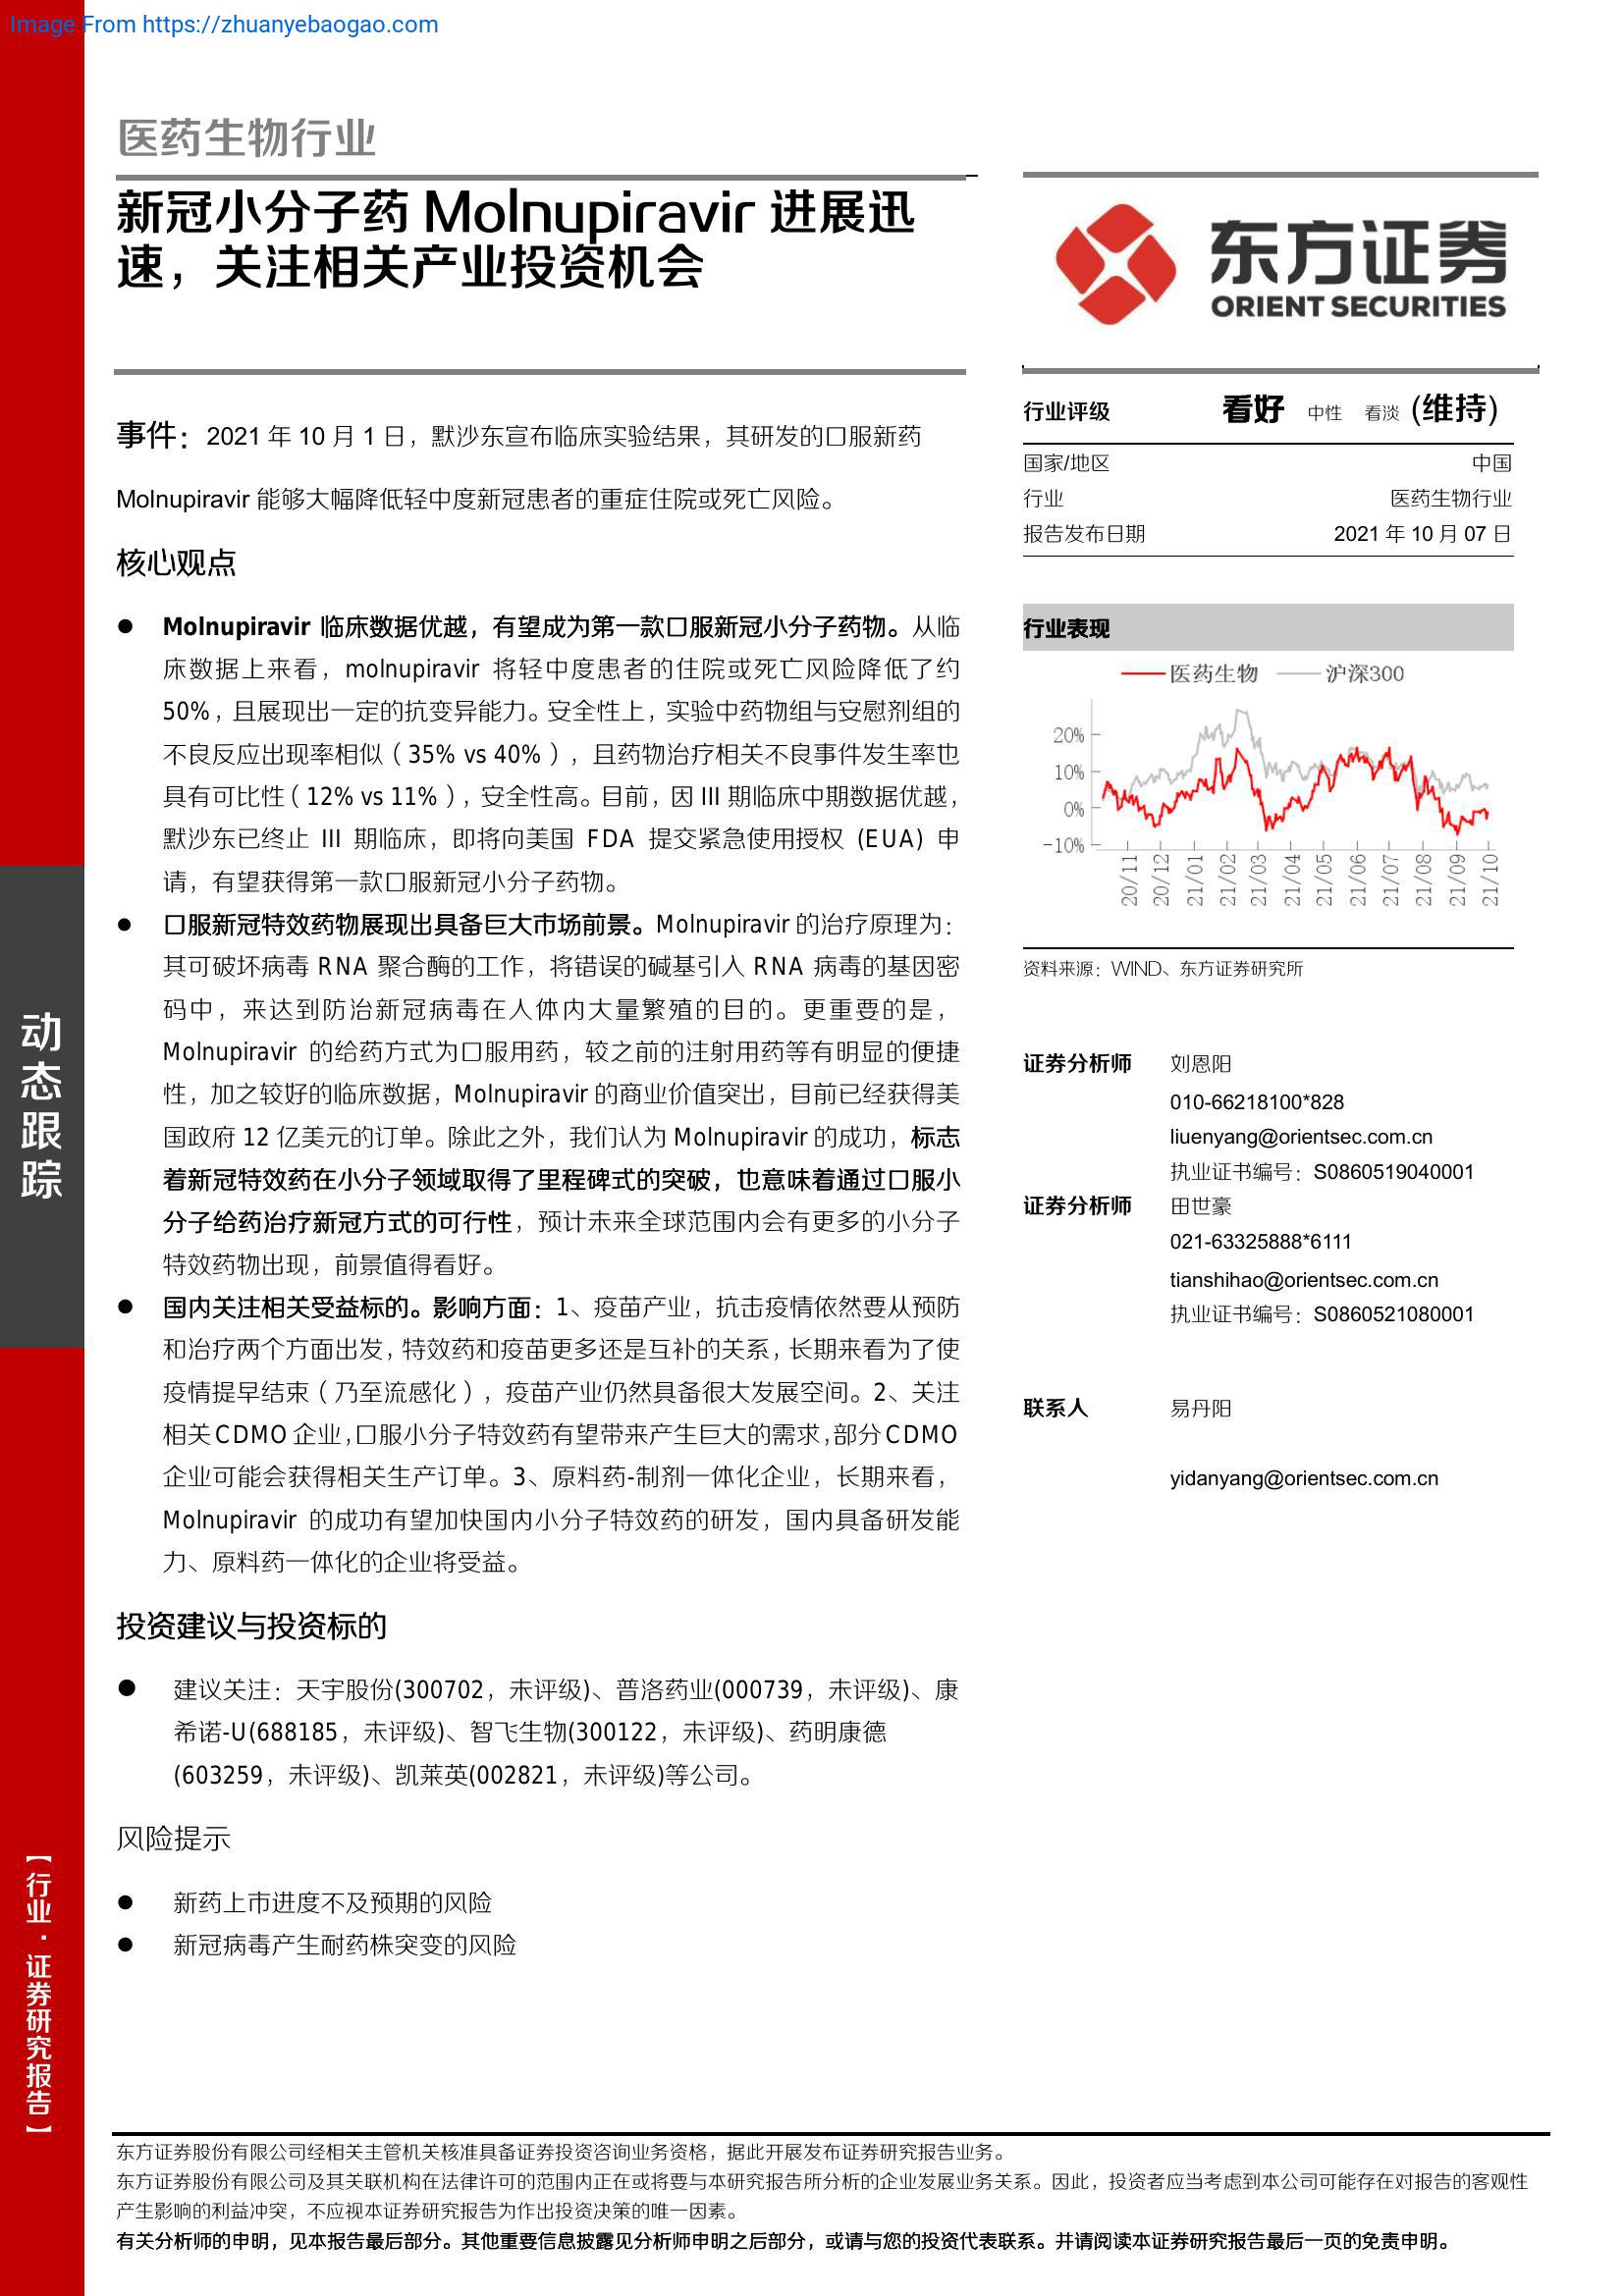 Image From https://zhuanyebaogao.com
医药生物行业
新冠小分子药 Molnupiravir 进展迅
速，关注相关产业投资机会
事件：2021 年 10 月 1 日，默沙东宣布临床实验结果，其研发的口服新药
Molnupiravir 能够大幅降低轻中度新冠患者的重症住院或死亡风险。
核心观点
● Molnupiravir 临床数据优越，有望成为第一款口服新冠小分子药物。从临
床数据上来看，molnupiravir 将轻中度患者的住院或死亡风险降低了约
50%，且展现出一定的抗变异能力。安全性上，实验中药物组与安慰剂组的
不良反应出现率相似（35% vs 40%），且药物治疗相关不良事件发生率也
具有可比性（12% vs 11%），安全性高。目前，因 III 期临床中期数据优越，
默沙东已终止 III 期临床，即将向美国 FDA 提交紧急使用授权 (EUA) 申
请，有望获得第一款口服新冠小分子药物。
● 口服新冠特效药物展现出具备巨大市场前景。Molnupiravir 的治疗原理为：
其可破坏病毒 RNA 聚合酶的工作，将错误的碱基引入 RNA 病毒的基因密
码中，来达到防治新冠病毒在人体内大量繁殖的目的。更重要的是，
Molnupiravir 的给药方式为口服用药，较之前的注射用药等有明显的便捷
性，加之较好的临床数据，Molnupiravir 的商业价值突出，目前已经获得美
国政府 12 亿美元的订单。除此之外，我们认为 Molnupiravir 的成功，标志
着新冠特效药在小分子领域取得了里程碑式的突破，也意味着通过口服小
分子给药治疗新冠方式的可行性，预计未来全球范围内会有更多的小分子
特效药物出现，前景值得看好。
● 国内关注相关受益标的。影响方面：1、疫苗产业，抗击疫情依然要从预防
和治疗两个方面出发，特效药和疫苗更多还是互补的关系，长期来看为了使
疫情提早结束（乃至流感化），疫苗产业仍然具备很大发展空间。2、关注
相关 CDMO 企业，口服小分子特效药有望带来产生巨大的需求，部分 CDMO
企业可能会获得相关生产订单。3、原料药-制剂一体化企业，长期来看，
Molnupiravir 的成功有望加快国内小分子特效药的研发，国内具备研发能
力、原料药一体化的企业将受益。
投资建议与投资标的
● 建议关注：天宇股份(300702，未评级)、普洛药业(000739，未评级)、康
希诺-U(688185，未评级)、智飞生物(300122，未评级)、药明康德
(603259，未评级)、凯莱英(002821，未评级)等公司。
风险提示
● 新药上市进度不及预期的风险
● 新冠病毒产生耐药株突变的风险
东方证券
ORIENT SECURITIES
行业评级 看好 中性 看淡 (维持)
国家/地区 中国
行业 医药生物行业
报告发布日期 2021 年 10 月 07 日
行业表现
医药生物 沪深300
20%
10%
0%
-10%
20/11 20/12 21/01 21/02 21/03 21/04 21/05 21/06 21/07 21/08 21/09 21/10
资料来源：WIND、东方证券研究所
证券分析师 刘恩阳
010-66218100*828
liuenyang@orientsec.com.cn
执业证书编号：S0860519040001
证券分析师 田世豪
021-63325888*6111
tianshihao@orientsec.com.cn
执业证书编号：S0860521080001
联系人 易丹阳
yidanyang@orientsec.com.cn
动态跟踪
【行业·证券研究报告】
东方证券股份有限公司经相关主管机关核准具备证券投资咨询业务资格，据此开展发布证券研究报告业务。
东方证券股份有限公司及其关联机构在法律许可的范围内正在或将要与本研究报告所分析的企业发展业务关系。因此，投资者应当考虑到本公司可能存在对报告的客观性
产生影响的利益冲突，不应视本证券研究报告为作出投资决策的唯一因素。
有关分析师的申明，见本报告最后部分。其他重要信息披露见分析师申明之后部分，或请与您的投资代表联系。并请阅读本证券研究报告最后一页的免责申明。